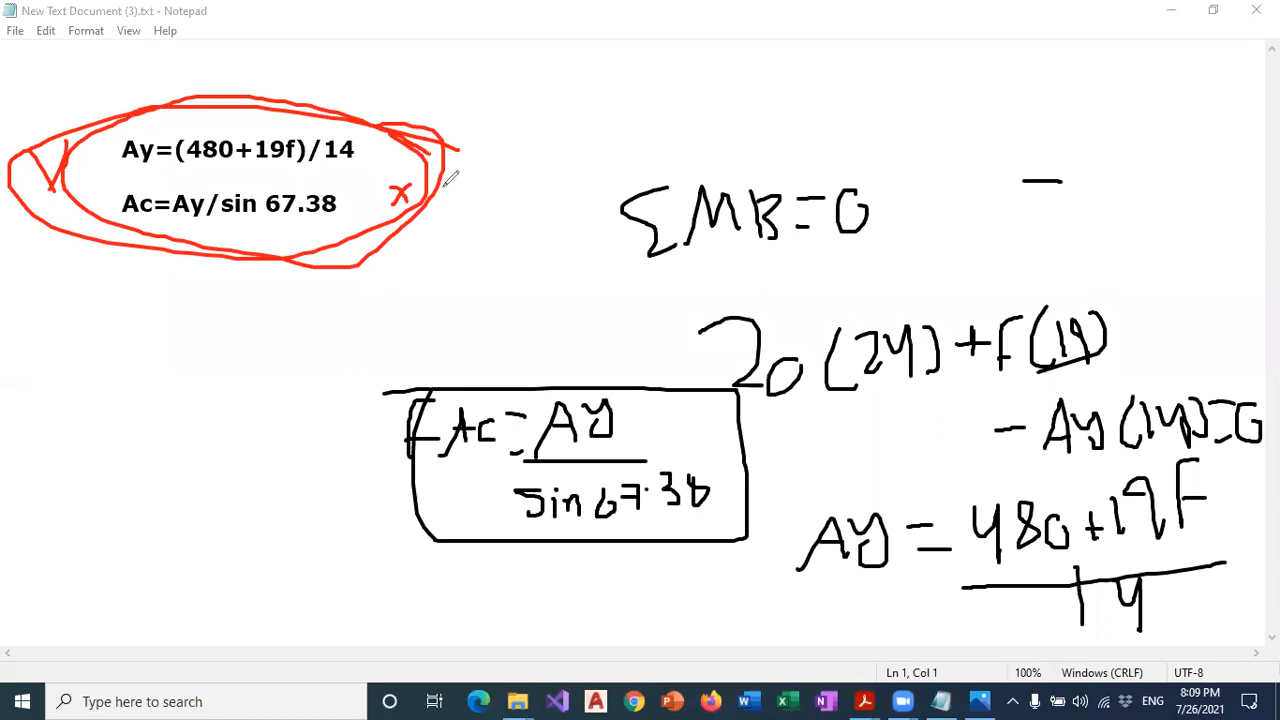 New Text Document (3).txt - Notepad
File Edit Format View Help
Ay=(480+19f)/14
Ac=Ay/sin 67.38
x
ΣMB=0
20(24)+F(19)
-Ay(14)=0
FAc=Ay
sin 67.38
Ay=480+19F
14
Ln 1, Col 1 100% Windows (CRLF) UTF-8
Type here to search
ENG
8:09 PM
7/26/2021